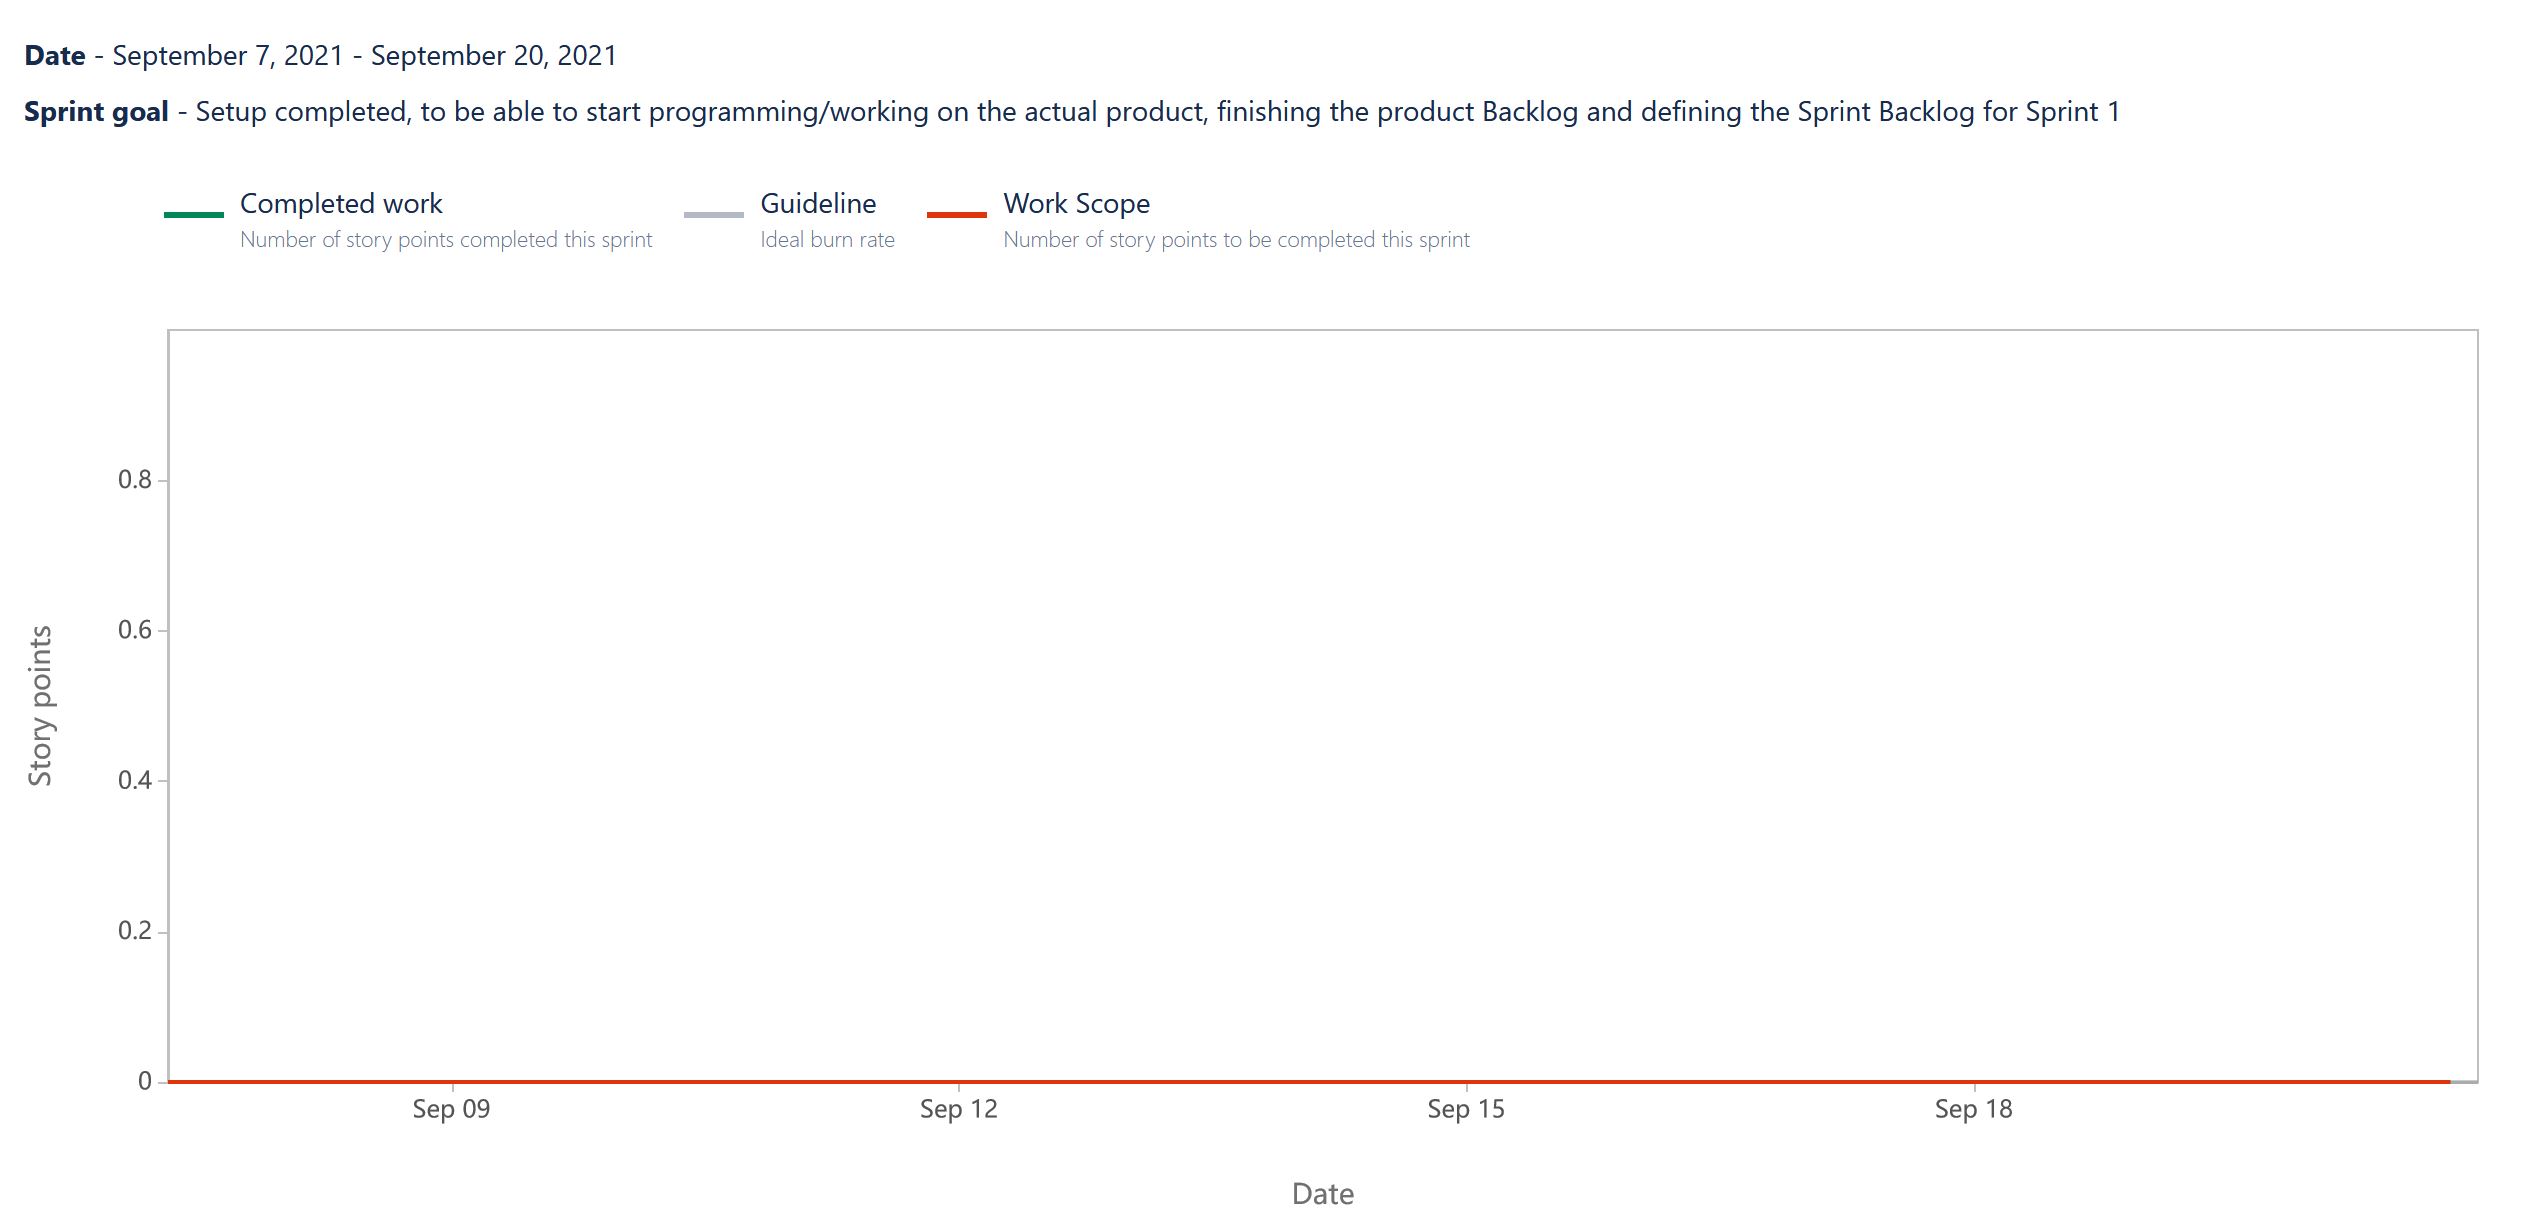 Date - September 7, 2021 - September 20, 2021
Sprint goal - Setup completed, to be able to start programming/working on the actual product, finishing the product Backlog and defining the Sprint Backlog for Sprint 1
Completed work
Number of story points completed this sprint
Guideline
Ideal burn rate
Work Scope
Number of story points to be completed this sprint
Story points
0.8
0.6
0.4
0.2
0
Sep 09
Sep 12
Sep 15
Sep 18
Date